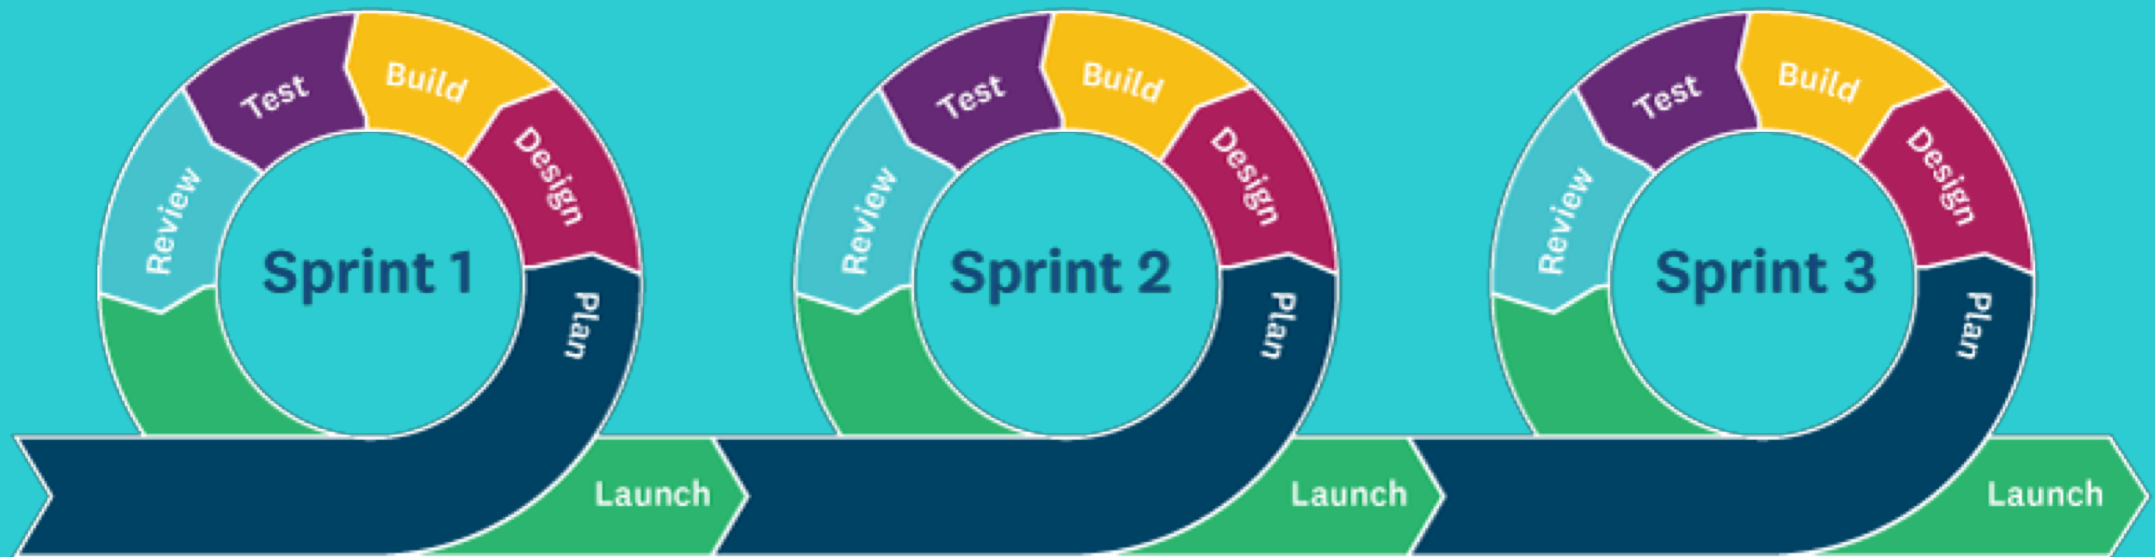 Sprint 1
Plan
Design
Build
Test
Review
Launch
Sprint 2
Plan
Design
Build
Test
Review
Launch
Sprint 3
Plan
Design
Build
Test
Review
Launch